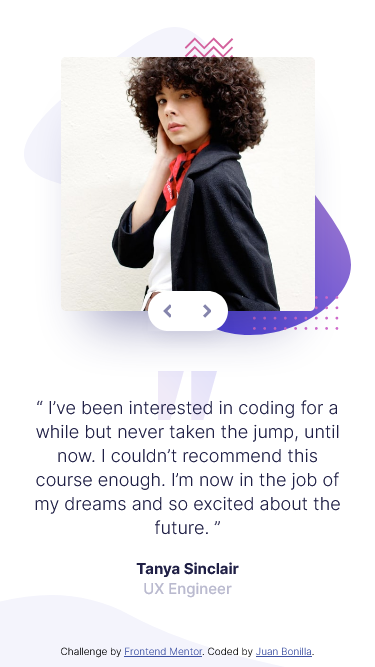 “ I’ve been interested in coding for a
while but never taken the jump, until
now. I couldn’t recommend this
course enough. I’m now in the job of
my dreams and so excited about the
future. ”
Tanya Sinclair
UX Engineer
Challenge by Frontend Mentor. Coded by Juan Bonilla.